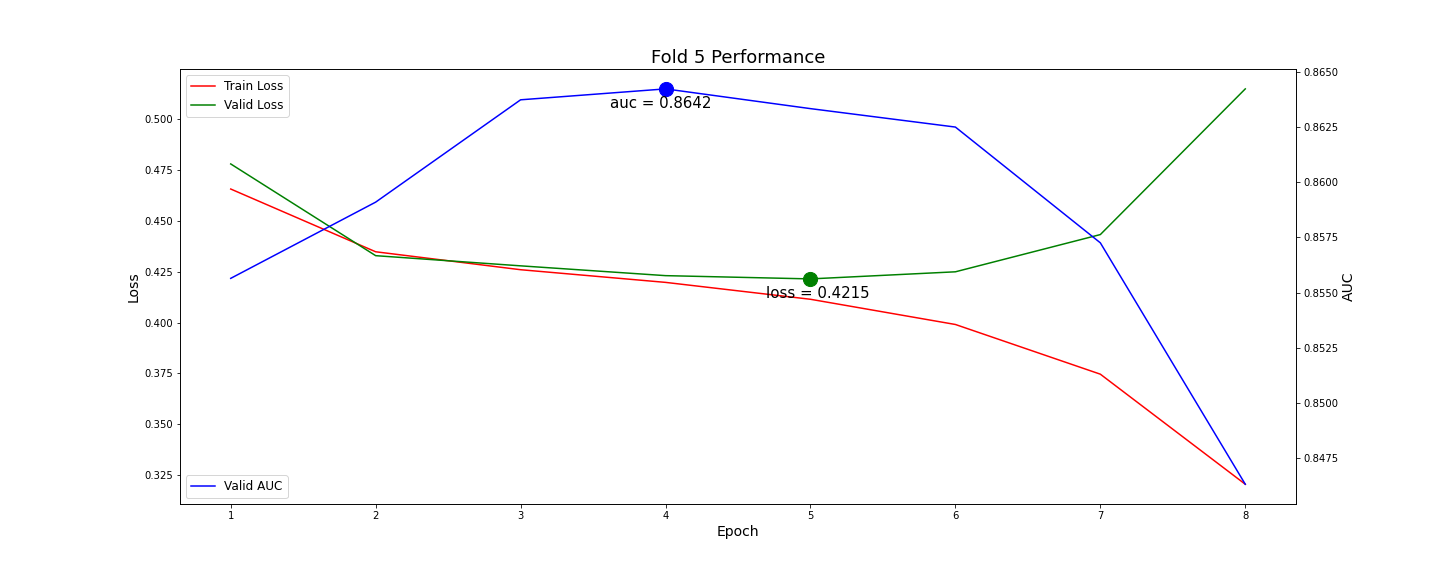 Fold 5 Performance
Train Loss
Valid Loss
auc = 0.8642
loss = 0.4215
Valid AUC
Loss
0.500
0.475
0.450
0.425
0.400
0.375
0.350
0.325
AUC
0.8650
0.8625
0.8600
0.8575
0.8550
0.8525
0.8500
0.8475
1 2 3 4 5 6 7 8
Epoch